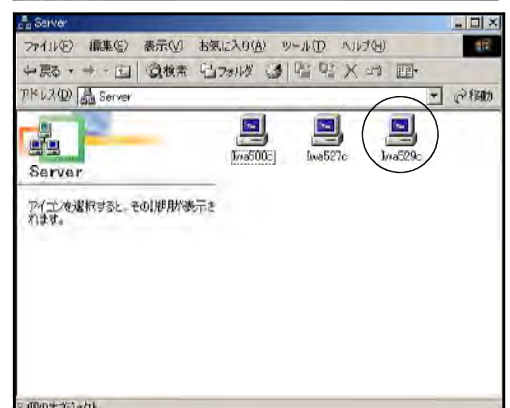 Server
ファイル(F) 編集(E) 表示(V) お気に入り(A) ツール(T) ヘルプ(H)
戻る 検索 フォルダ
アドレス(D) Server 移動
Iwa500c Iwa527c Iwa529c
Server
アイコンを選択すると、その説明が表示さ
れます。